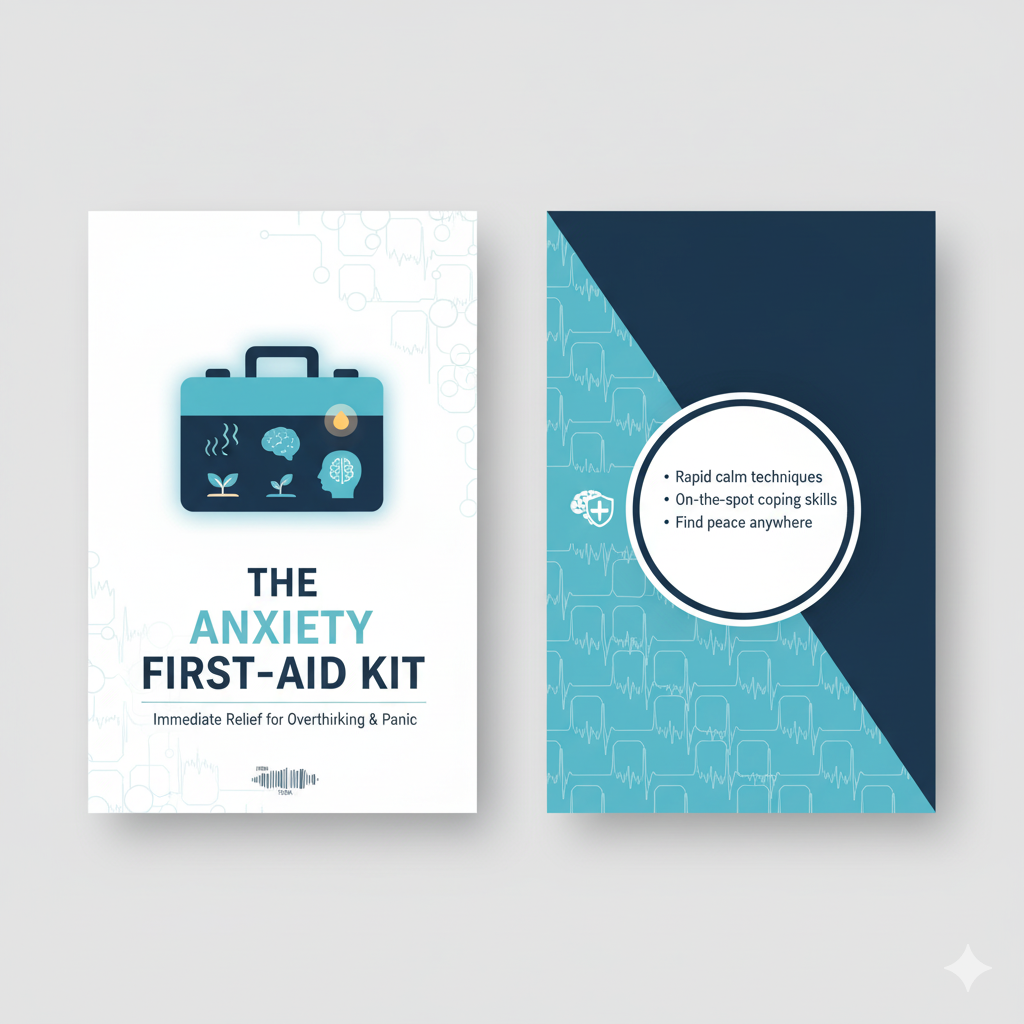 THE
ANXIETY
FIRST-AID KIT
Immediate Relief for Overthirking & Panic
• Rapid calm techniques
• On-the-spot coping skills
• Find peace anywhere